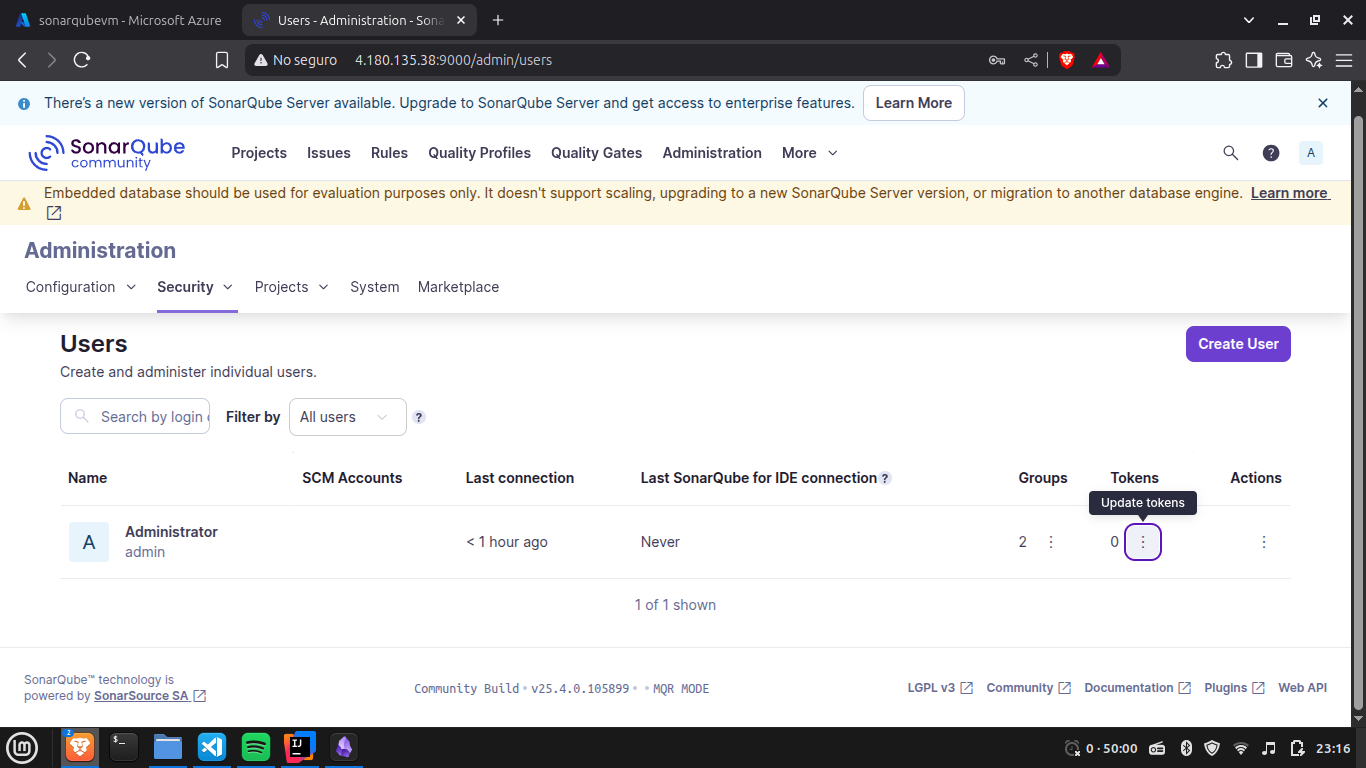 sonarqubevm - Microsoft Azure
Users - Administration - Sona
No seguro 4.180.135.38:9000/admin/users
There's a new version of SonarQube Server available. Upgrade to SonarQube Server and get access to enterprise features. Learn More
SonarQube community Projects Issues Rules Quality Profiles Quality Gates Administration More ? A
Embedded database should be used for evaluation purposes only. It doesn't support scaling, upgrading to a new SonarQube Server version, or migration to another database engine. Learn more
Administration
Configuration Security Projects System Marketplace
Users Create User
Create and administer individual users.
Search by login Filter by All users ?
Name SCM Accounts Last connection Last SonarQube for IDE connection ? Groups Tokens Actions
Update tokens
A Administrator < 1 hour ago Never 2 0
admin
1 of 1 shown
SonarQube™ technology is
powered by SonarSource SA
Community Build • v25.4.0.105899 • • MQR MODE
LGPL v3 Community Documentation Plugins Web API
2 $_ IJ 0 · 50:00 23:16